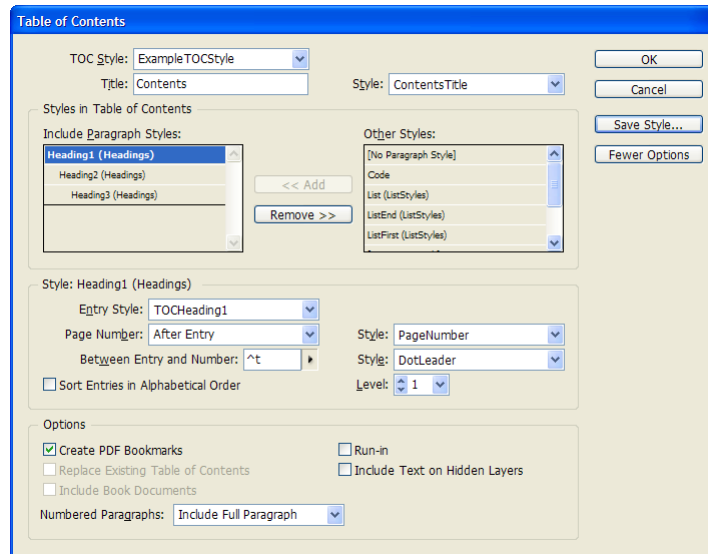 Table of Contents
TOC Style: ExampleTOCStyle
OK
Title: Contents
Style: ContentsTitle
Cancel
Save Style...
Fewer Options
Styles in Table of Contents
Include Paragraph Styles:
Other Styles:
Heading1 (Headings)
Heading2 (Headings)
Heading3 (Headings)
<< Add
Remove >>
[No Paragraph Style]
Code
List (ListStyles)
ListEnd (ListStyles)
ListFirst (ListStyles)
Style: Heading1 (Headings)
Entry Style: TOCHeading1
Page Number: After Entry
Style: PageNumber
Between Entry and Number: ^t
Style: DotLeader
Sort Entries in Alphabetical Order
Level: 1
Options
Create PDF Bookmarks
Run-in
Replace Existing Table of Contents
Include Text on Hidden Layers
Include Book Documents
Numbered Paragraphs: Include Full Paragraph